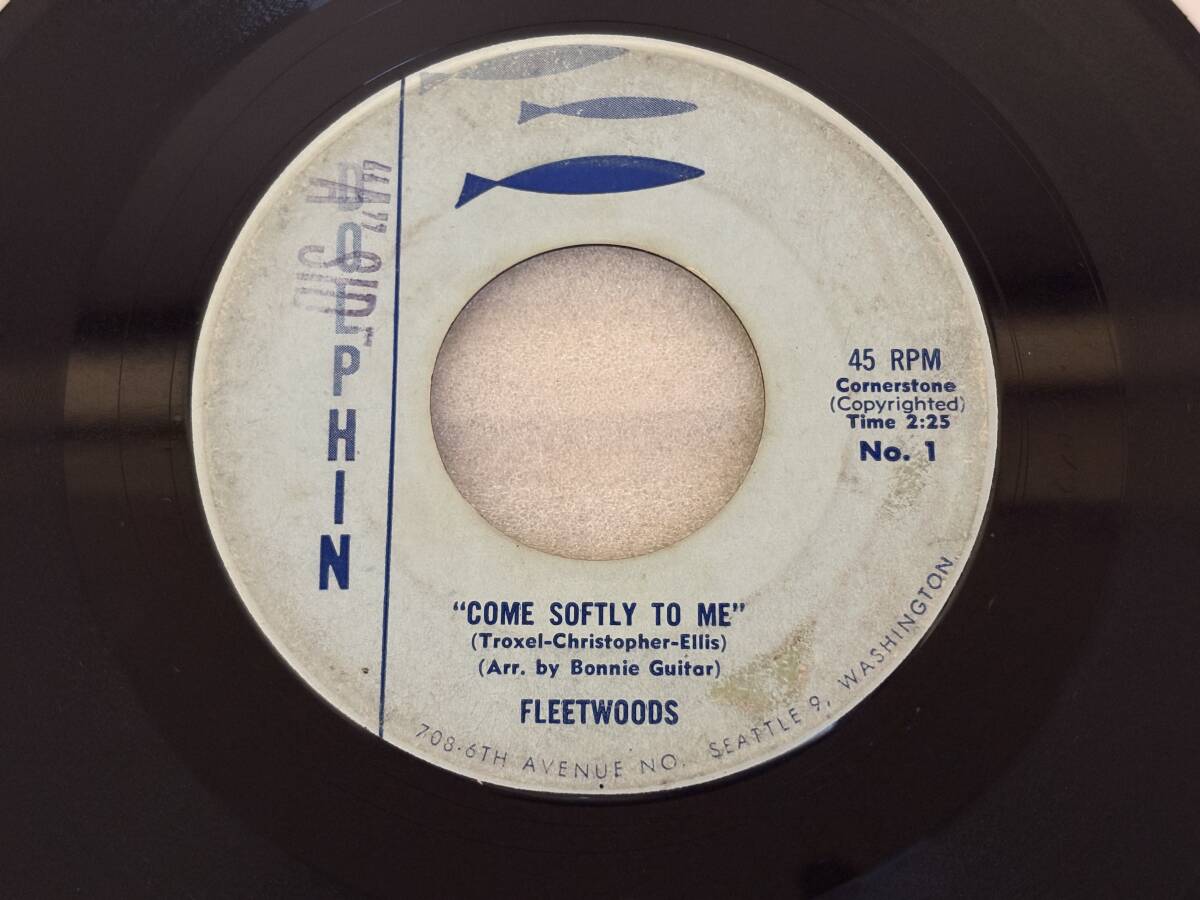 DOLPHIN
45 RPM
Cornerstone
(Copyrighted)
Time 2:25
No. 1
"COME SOFTLY TO ME"
(Troxel-Christopher-Ellis)
(Arr. by Bonnie Guitar)
FLEETWOODS
708-6TH AVENUE NO. SEATTLE 9, WASHINGTON